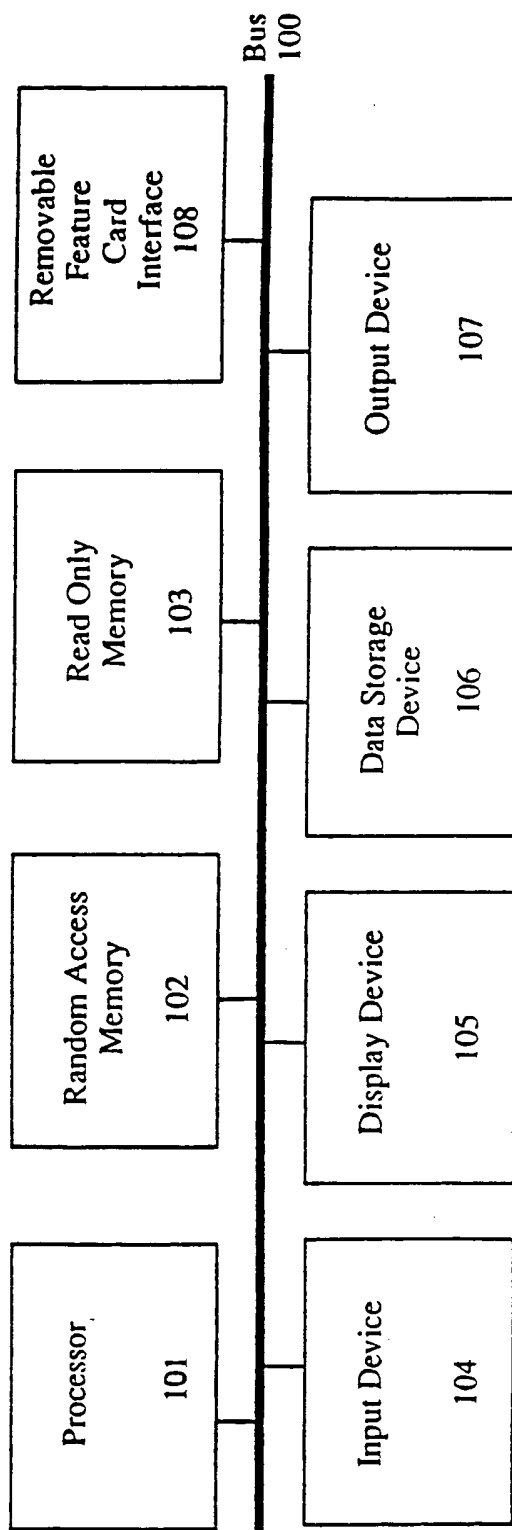 Processor
101
Random Access
Memory
102
Read Only
Memory
103
Removable
Feature
Card
Interface
108
Bus
100
Input Device
104
Display Device
105
Data Storage
Device
106
Output Device
107